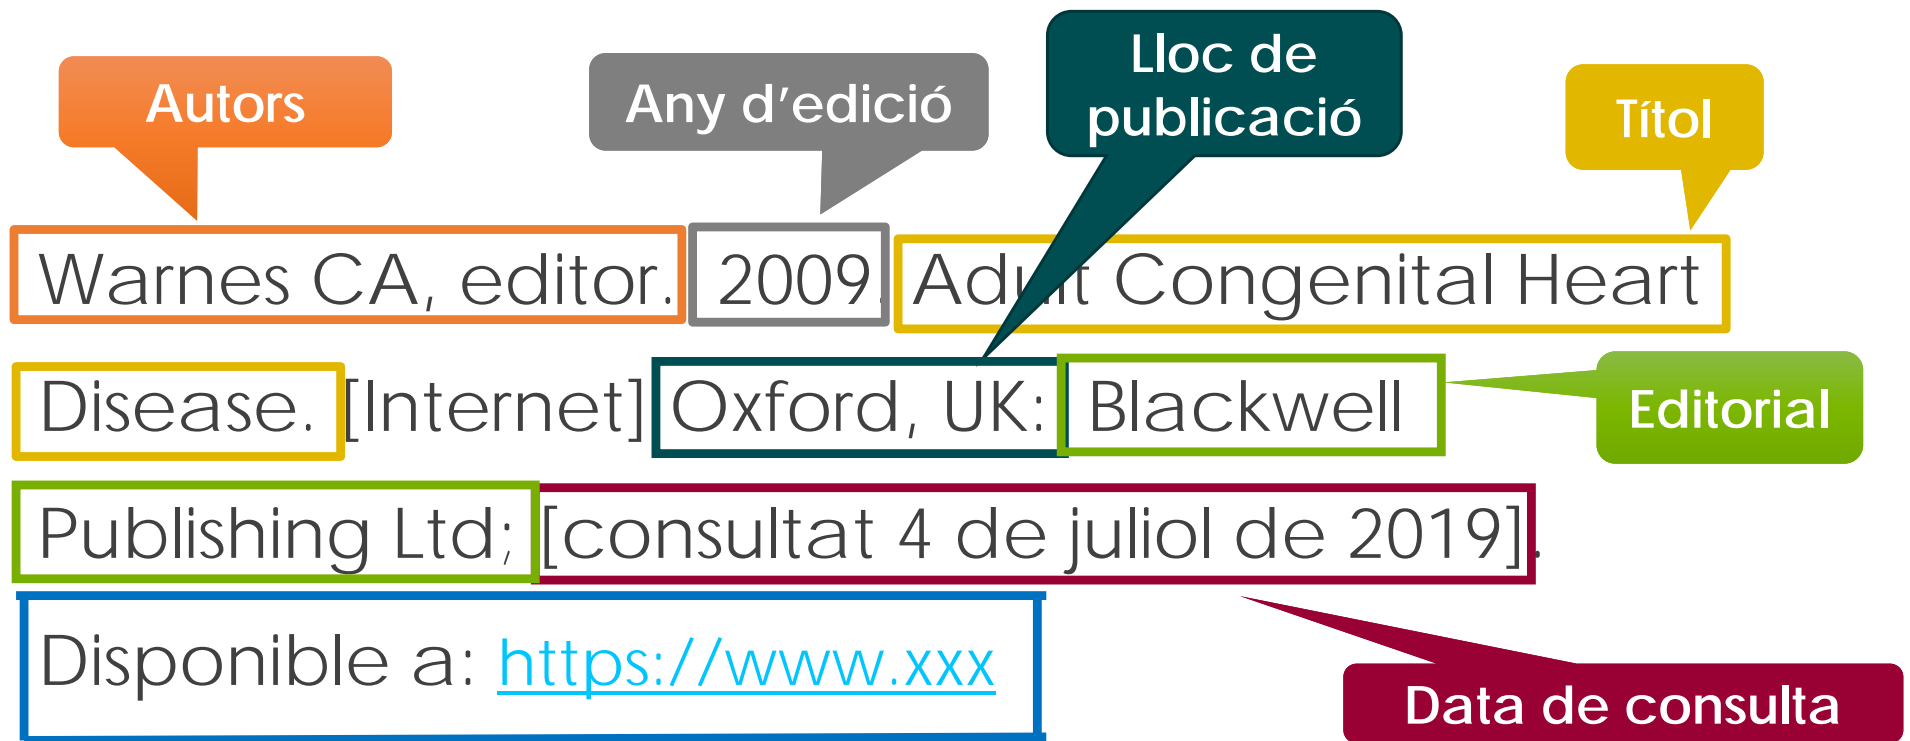 Autors
Any d’edició
Lloc de
publicació
Títol
Warnes CA, editor. 2009. Adult Congenital Heart
Disease. [Internet] Oxford, UK: Blackwell
Editorial
Publishing Ltd; [consultat 4 de juliol de 2019].
Disponible a: https://www.xxx
Data de consulta